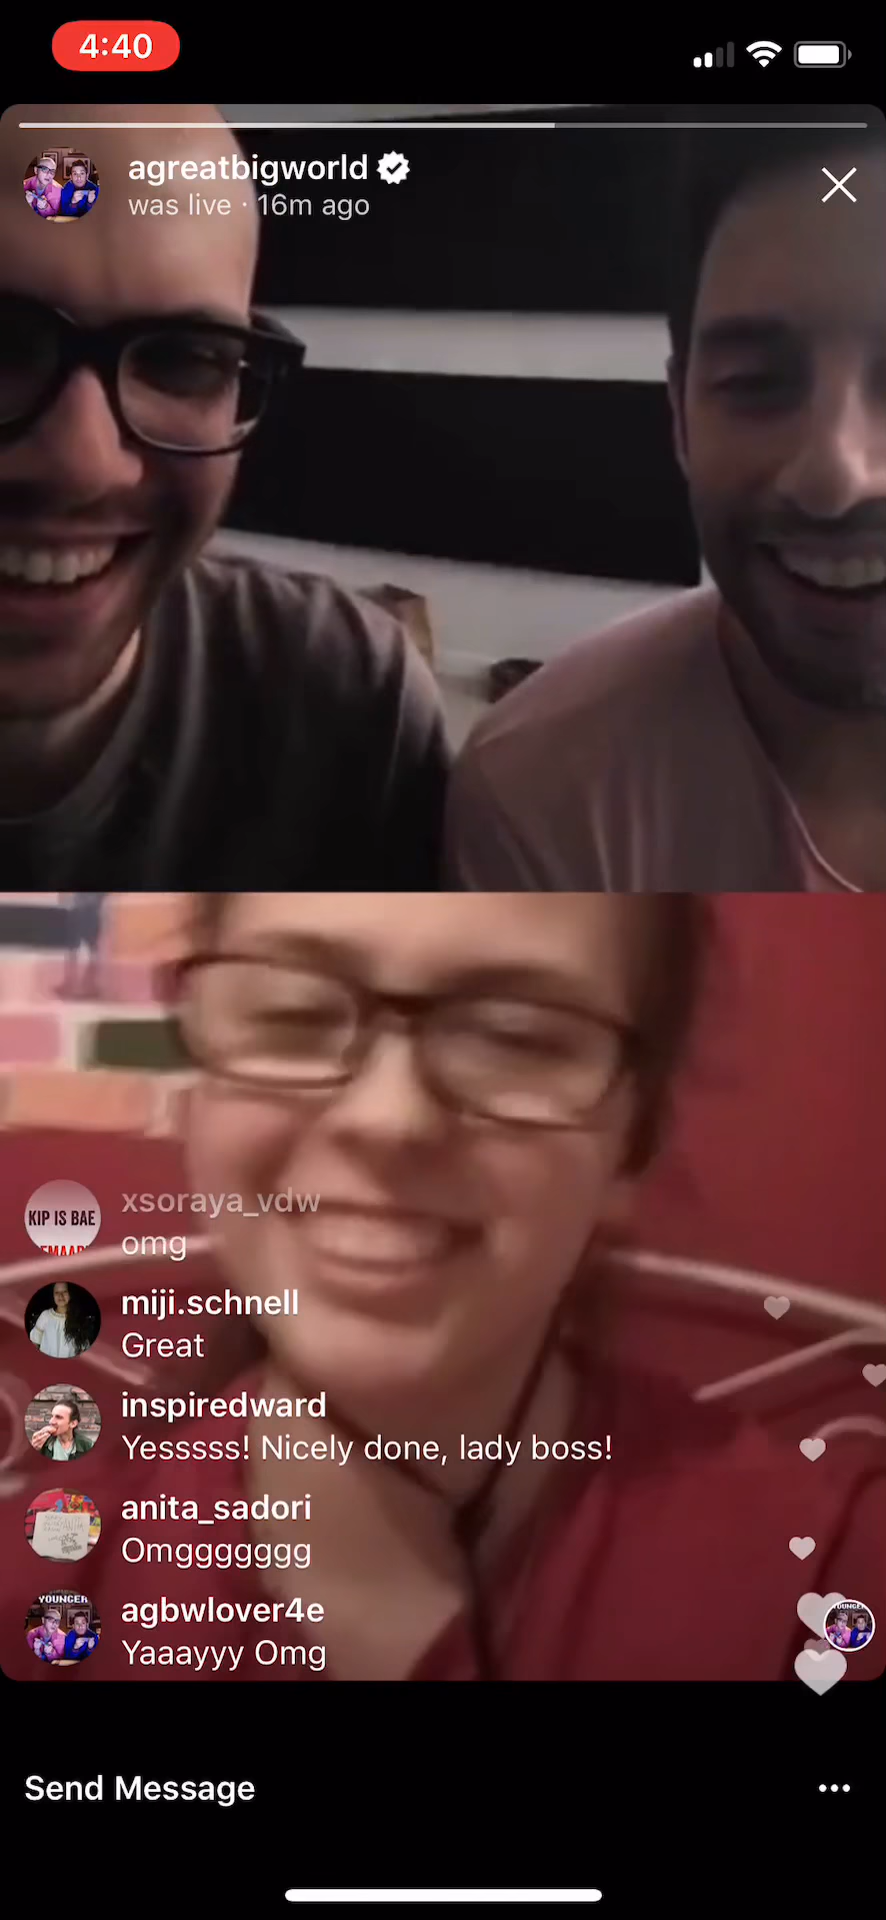 4:40
agreatbigworld
was live · 16m ago
KIP IS BAE
xsoraya_vdw
omg
miji.schnell
Great
inspiredward
Yesssss! Nicely done, lady boss!
anita_sadori
Omggggggg
YOUNGER
agbwlover4e
Yaaayyy Omg
YOUNGER
Send Message